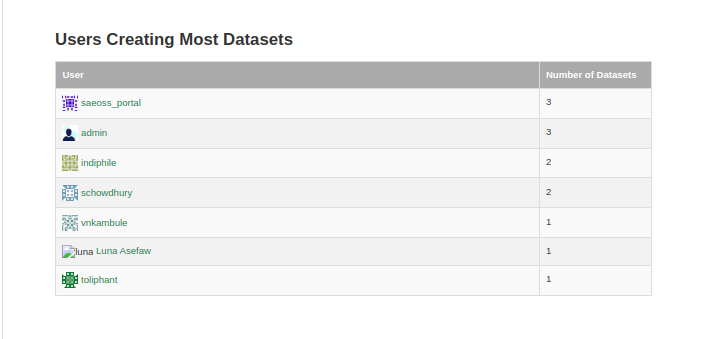 Users Creating Most Datasets
User Number of Datasets
saeoss_portal 3
admin 3
indiphile 2
schowdhury 2
vnkambule 1
luna Luna Asefaw 1
toliphant 1